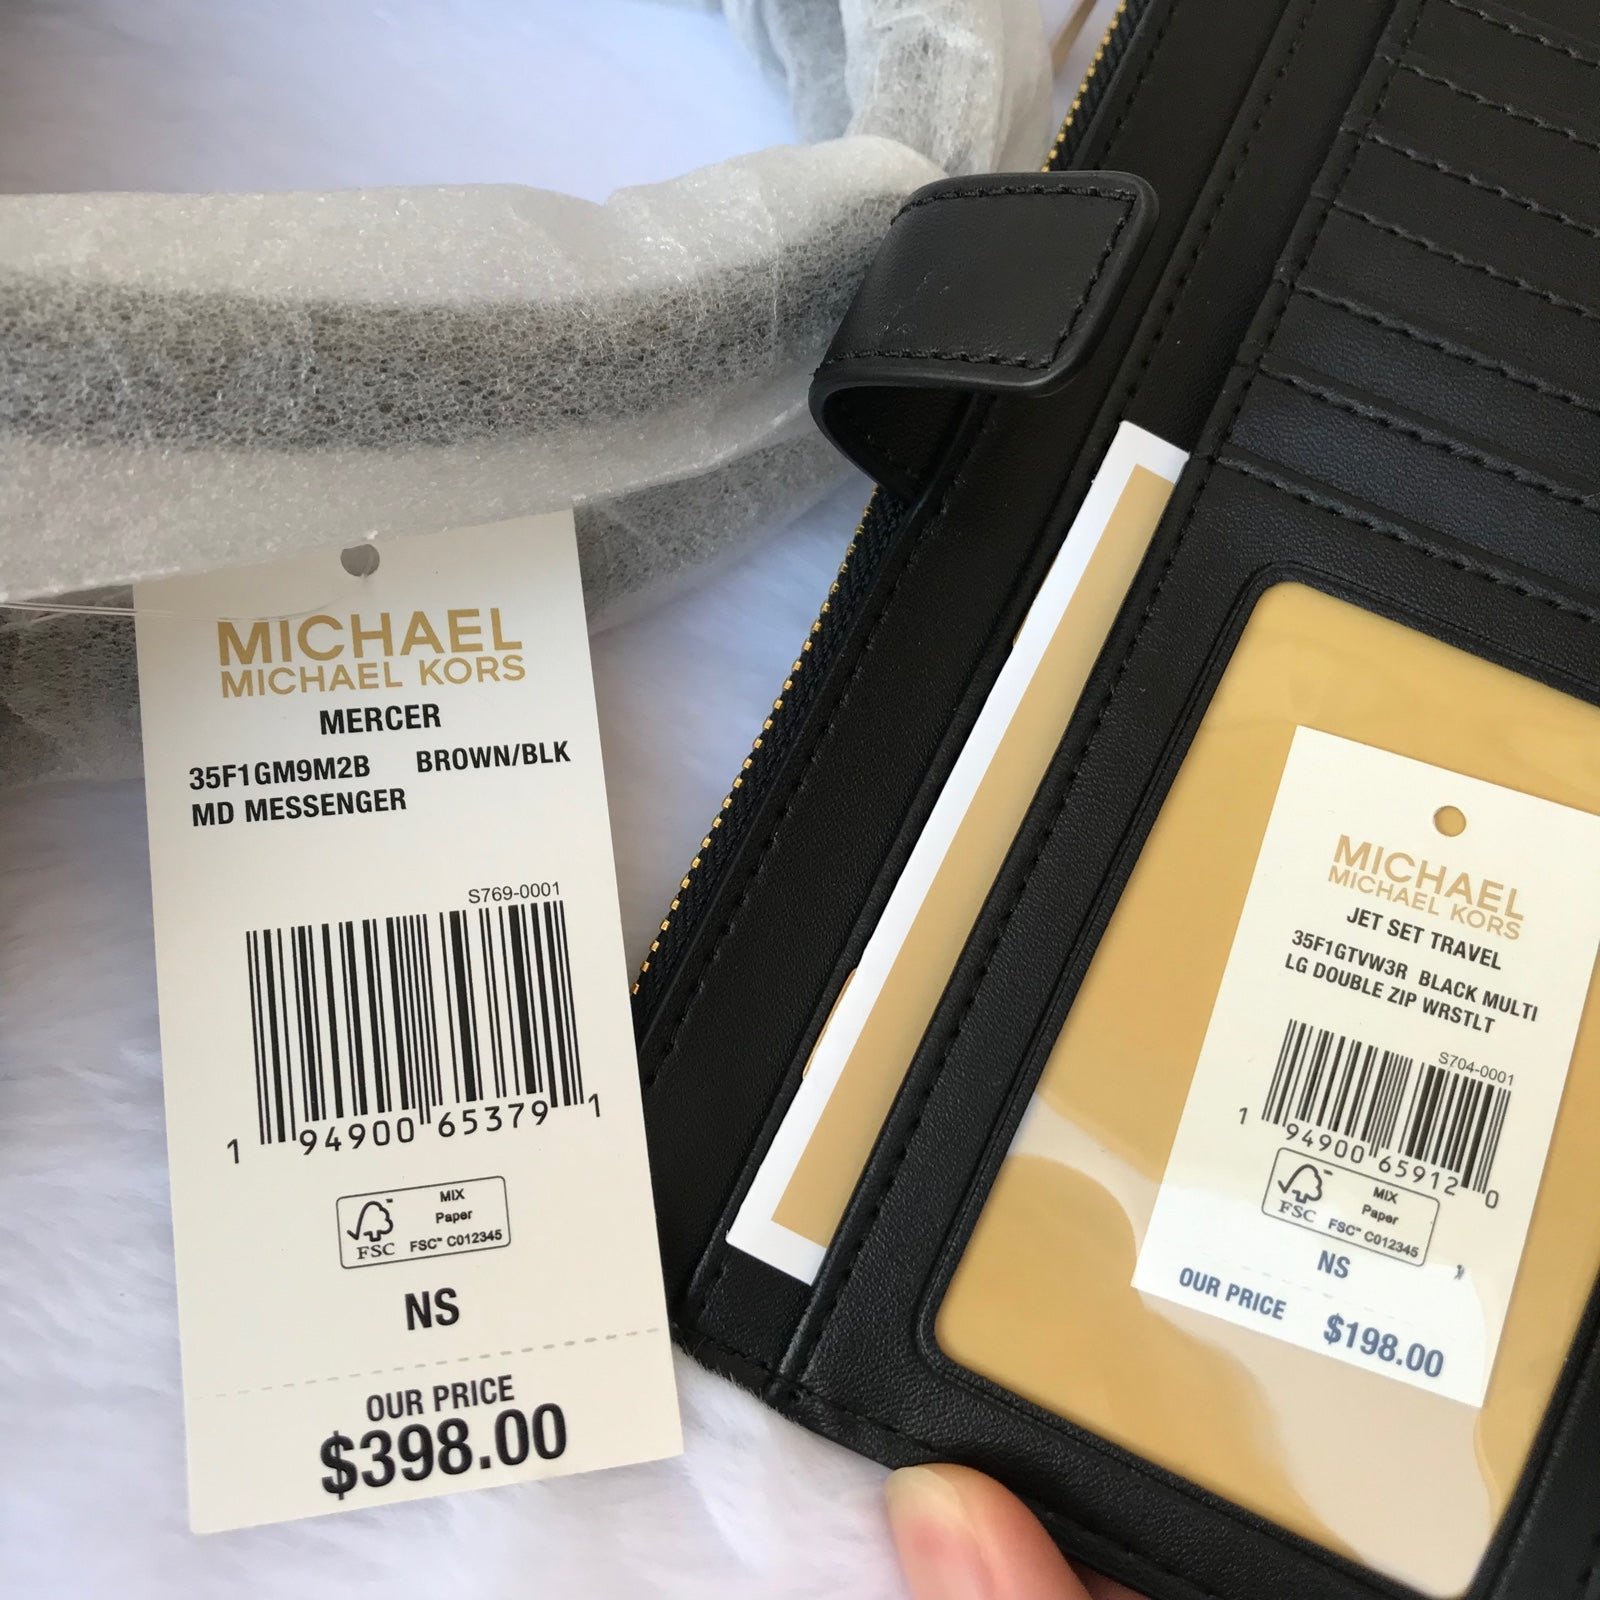 MICHAEL
MICHAEL KORS
MERCER
35F1GM9M2B BROWN/BLK
MD MESSENGER
S769-0001
1 94900 65379 1
FSC
MIX
Paper
FSC™ C012345
NS
OUR PRICE
$398.00
MICHAEL
MICHAEL KORS
JET SET TRAVEL
35F1GTVW3R BLACK MULTI
LG DOUBLE ZIP WRSTLT
S704-0001
1 94900 65912 0
FSC
MIX
Paper
FSC™ C012345
NS
OUR PRICE $198.00